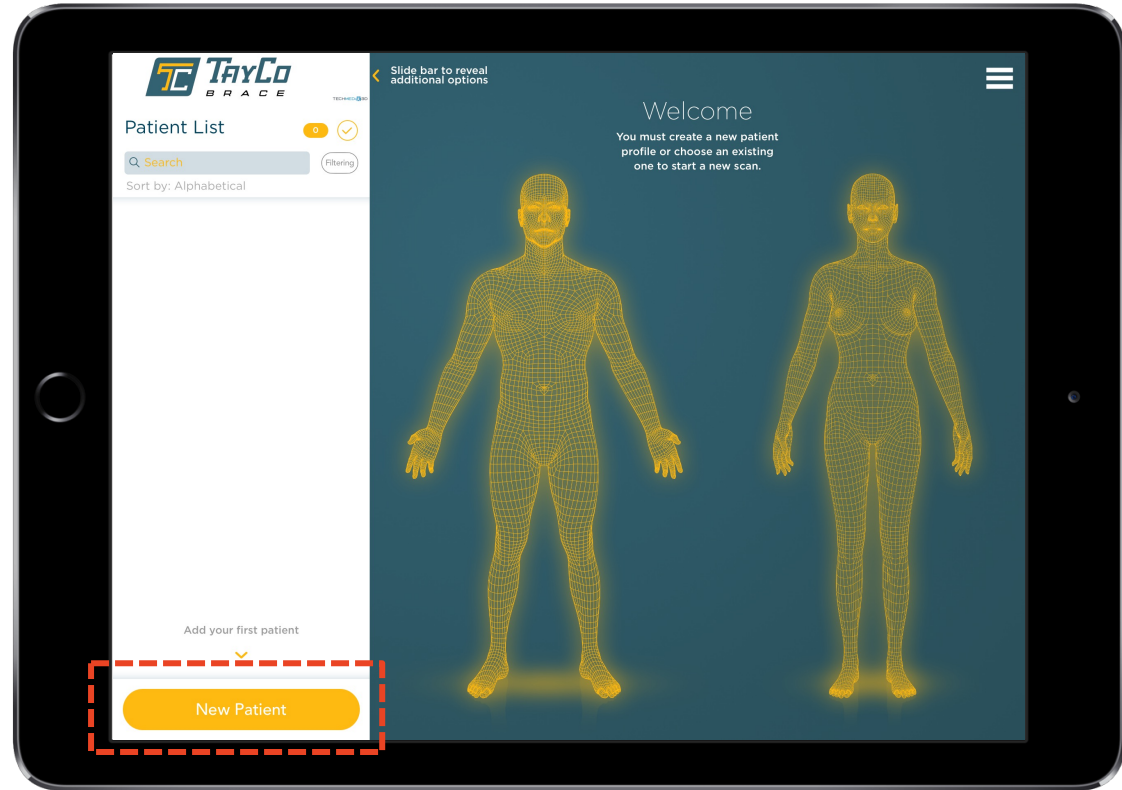 TC TAYCO
BRACE
TECHMED3D
Patient List
0
Search
Filtering
Sort by: Alphabetical
Add your first patient
New Patient
Slide bar to reveal
additional options
Welcome
You must create a new patient
profile or choose an existing
one to start a new scan.